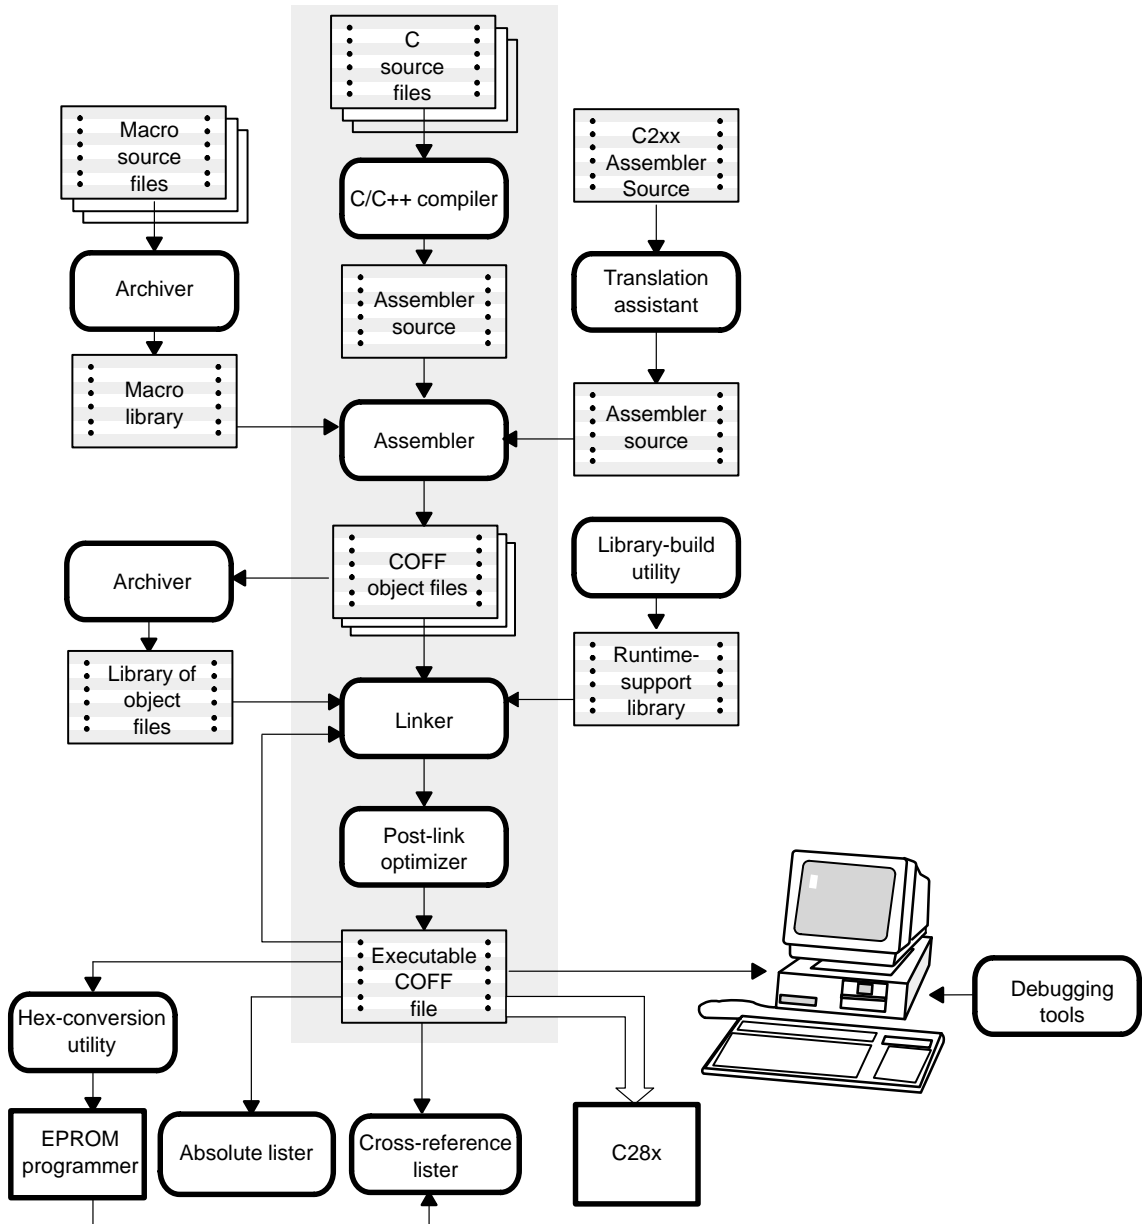 C
source
files
Macro
source
files
C2xx
Assembler
Source
C/C++ compiler
Archiver
Assembler
source
Translation
assistant
Macro
library
Assembler
Assembler
source
COFF
object files
Library-build
utility
Archiver
Library of
object
files
Linker
Runtime-
support
library
Post-link
optimizer
Executable
COFF
file
Debugging
tools
Hex-conversion
utility
EPROM
programmer
Absolute lister
Cross-reference
lister
C28x